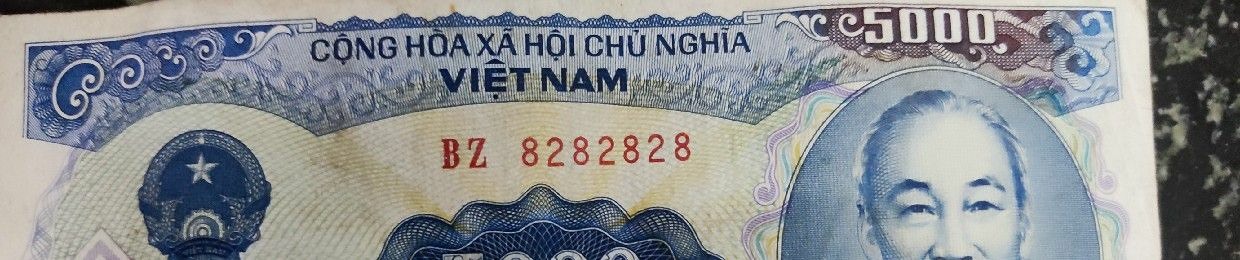 5000
CỘNG HÒA XÃ HỘI CHỦ NGHĨA
VIỆT NAM
BZ 8282828